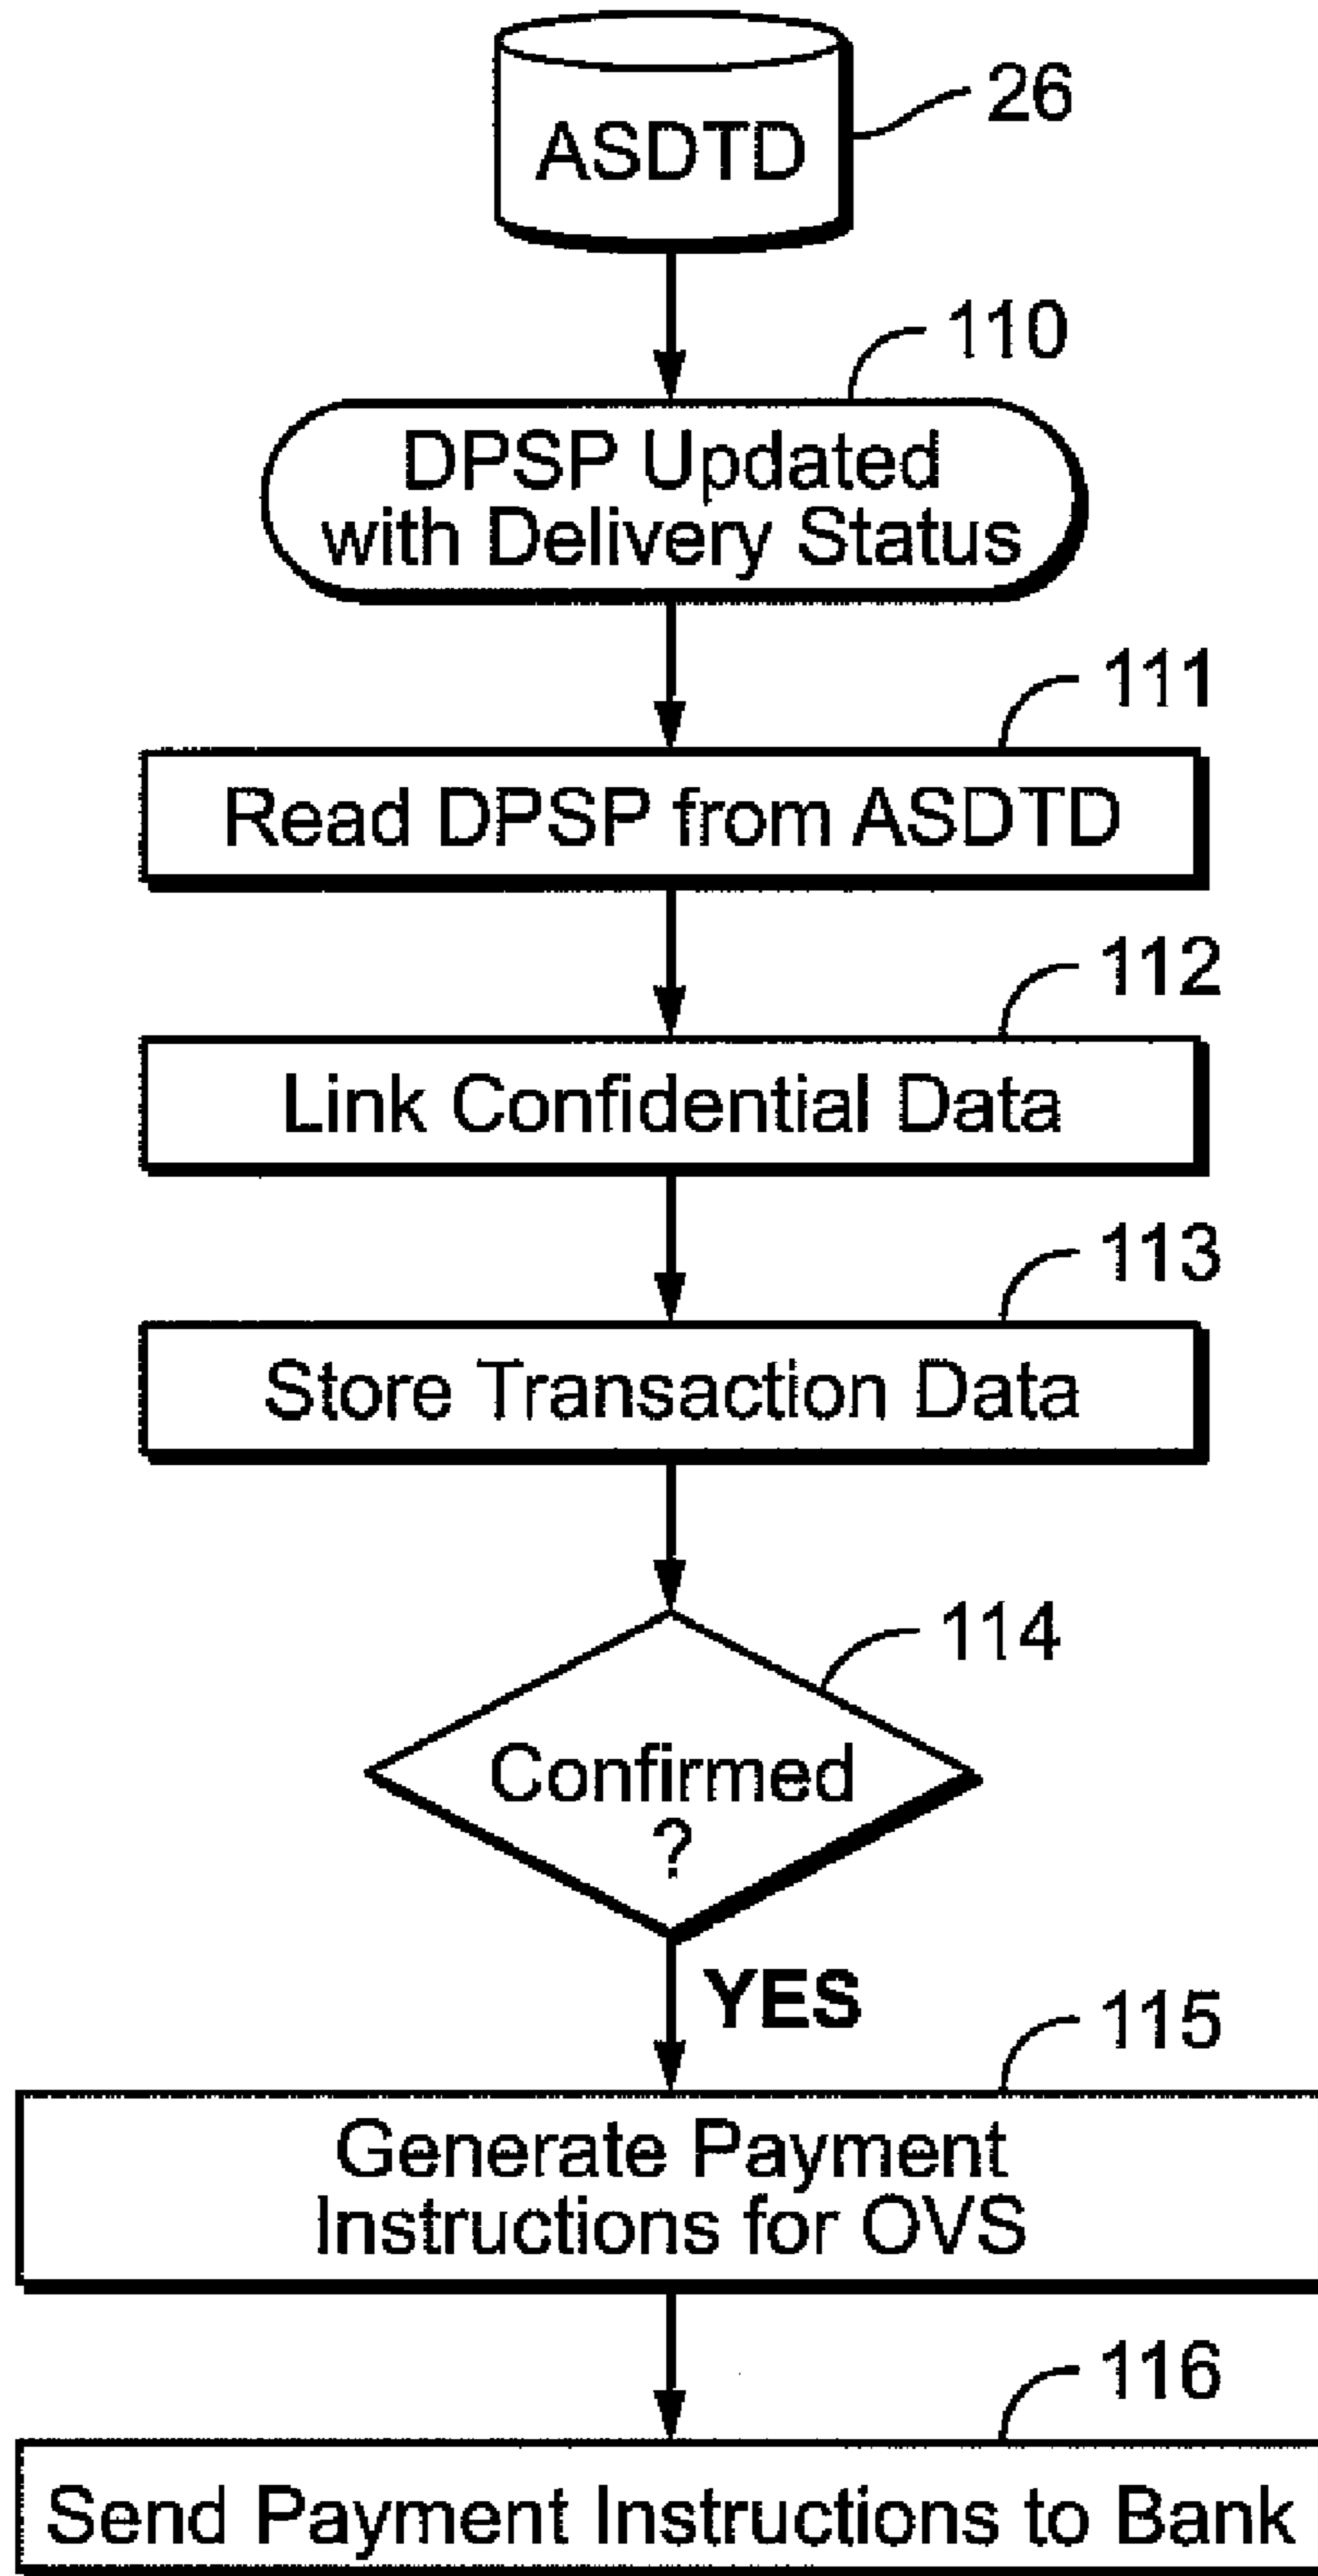 ASDTD
26
110
DPSP Updated
with Delivery Status
111
Read DPSP from ASDTD
112
Link Confidential Data
113
Store Transaction Data
114
Confirmed
?
YES
115
Generate Payment
Instructions for OVS
116
Send Payment Instructions to Bank